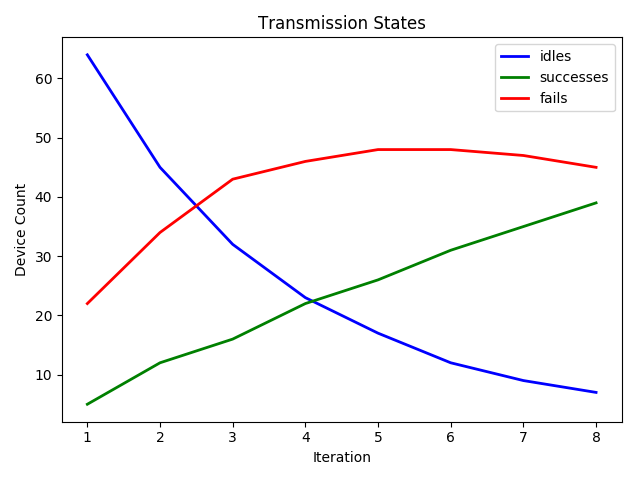 Transmission States
idles
successes
fails
Device Count
60
50
40
30
20
10
1 2 3 4 5 6 7 8
Iteration